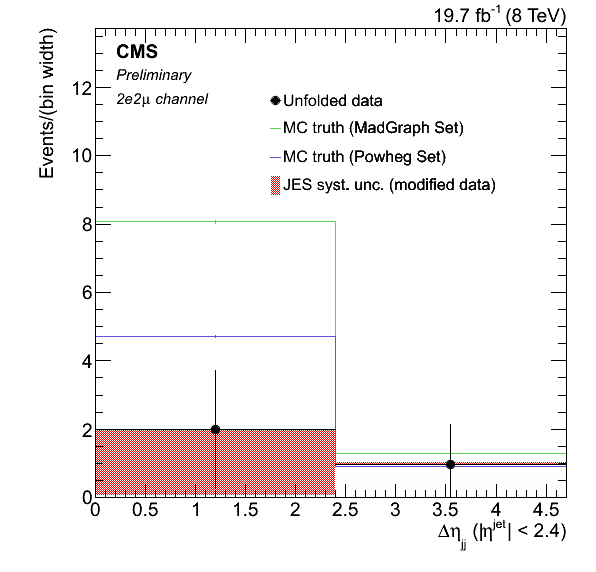 19.7 fb⁻¹ (8 TeV)
Events/(bin width)
CMS
Preliminary
2e2μ channel
Unfolded data
MC truth (MadGraph Set)
MC truth (Powheg Set)
JES syst. unc. (modified data)
12
10
8
6
4
2
0
0 0.5 1 1.5 2 2.5 3 3.5 4 4.5
Δη_jj (|η^jet| < 2.4)